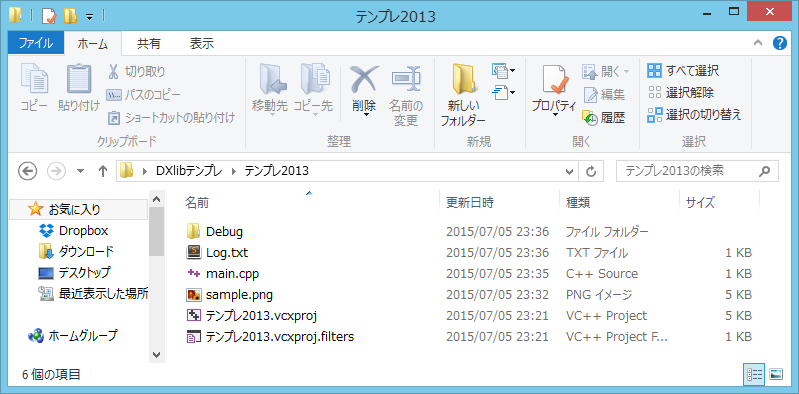 テンプレ2013
ファイル ホーム 共有 表示
コピー
貼り付け
切り取り
パスのコピー
ショートカットの貼り付け
クリップボード
移動先
コピー先
削除
名前の
変更
整理
新しい
フォルダー
新規
プロパティ
開く
編集
履歴
開く
すべて選択
選択解除
選択の切り替え
選択
DXlibテンプレ テンプレ2013
テンプレ2013の検索
お気に入り
Dropbox
ダウンロード
デスクトップ
最近表示した場所
ホームグループ
名前 更新日時 種類 サイズ
Debug 2015/07/05 23:36 ファイル フォルダー
Log.txt 2015/07/05 23:36 TXT ファイル 1 KB
main.cpp 2015/07/05 23:35 C++ Source 1 KB
sample.png 2015/07/05 23:32 PNG イメージ 5 KB
テンプレ2013.vcxproj 2015/07/05 23:21 VC++ Project 5 KB
テンプレ2013.vcxproj.filters 2015/07/05 23:21 VC++ Project F... 1 KB
6 個の項目